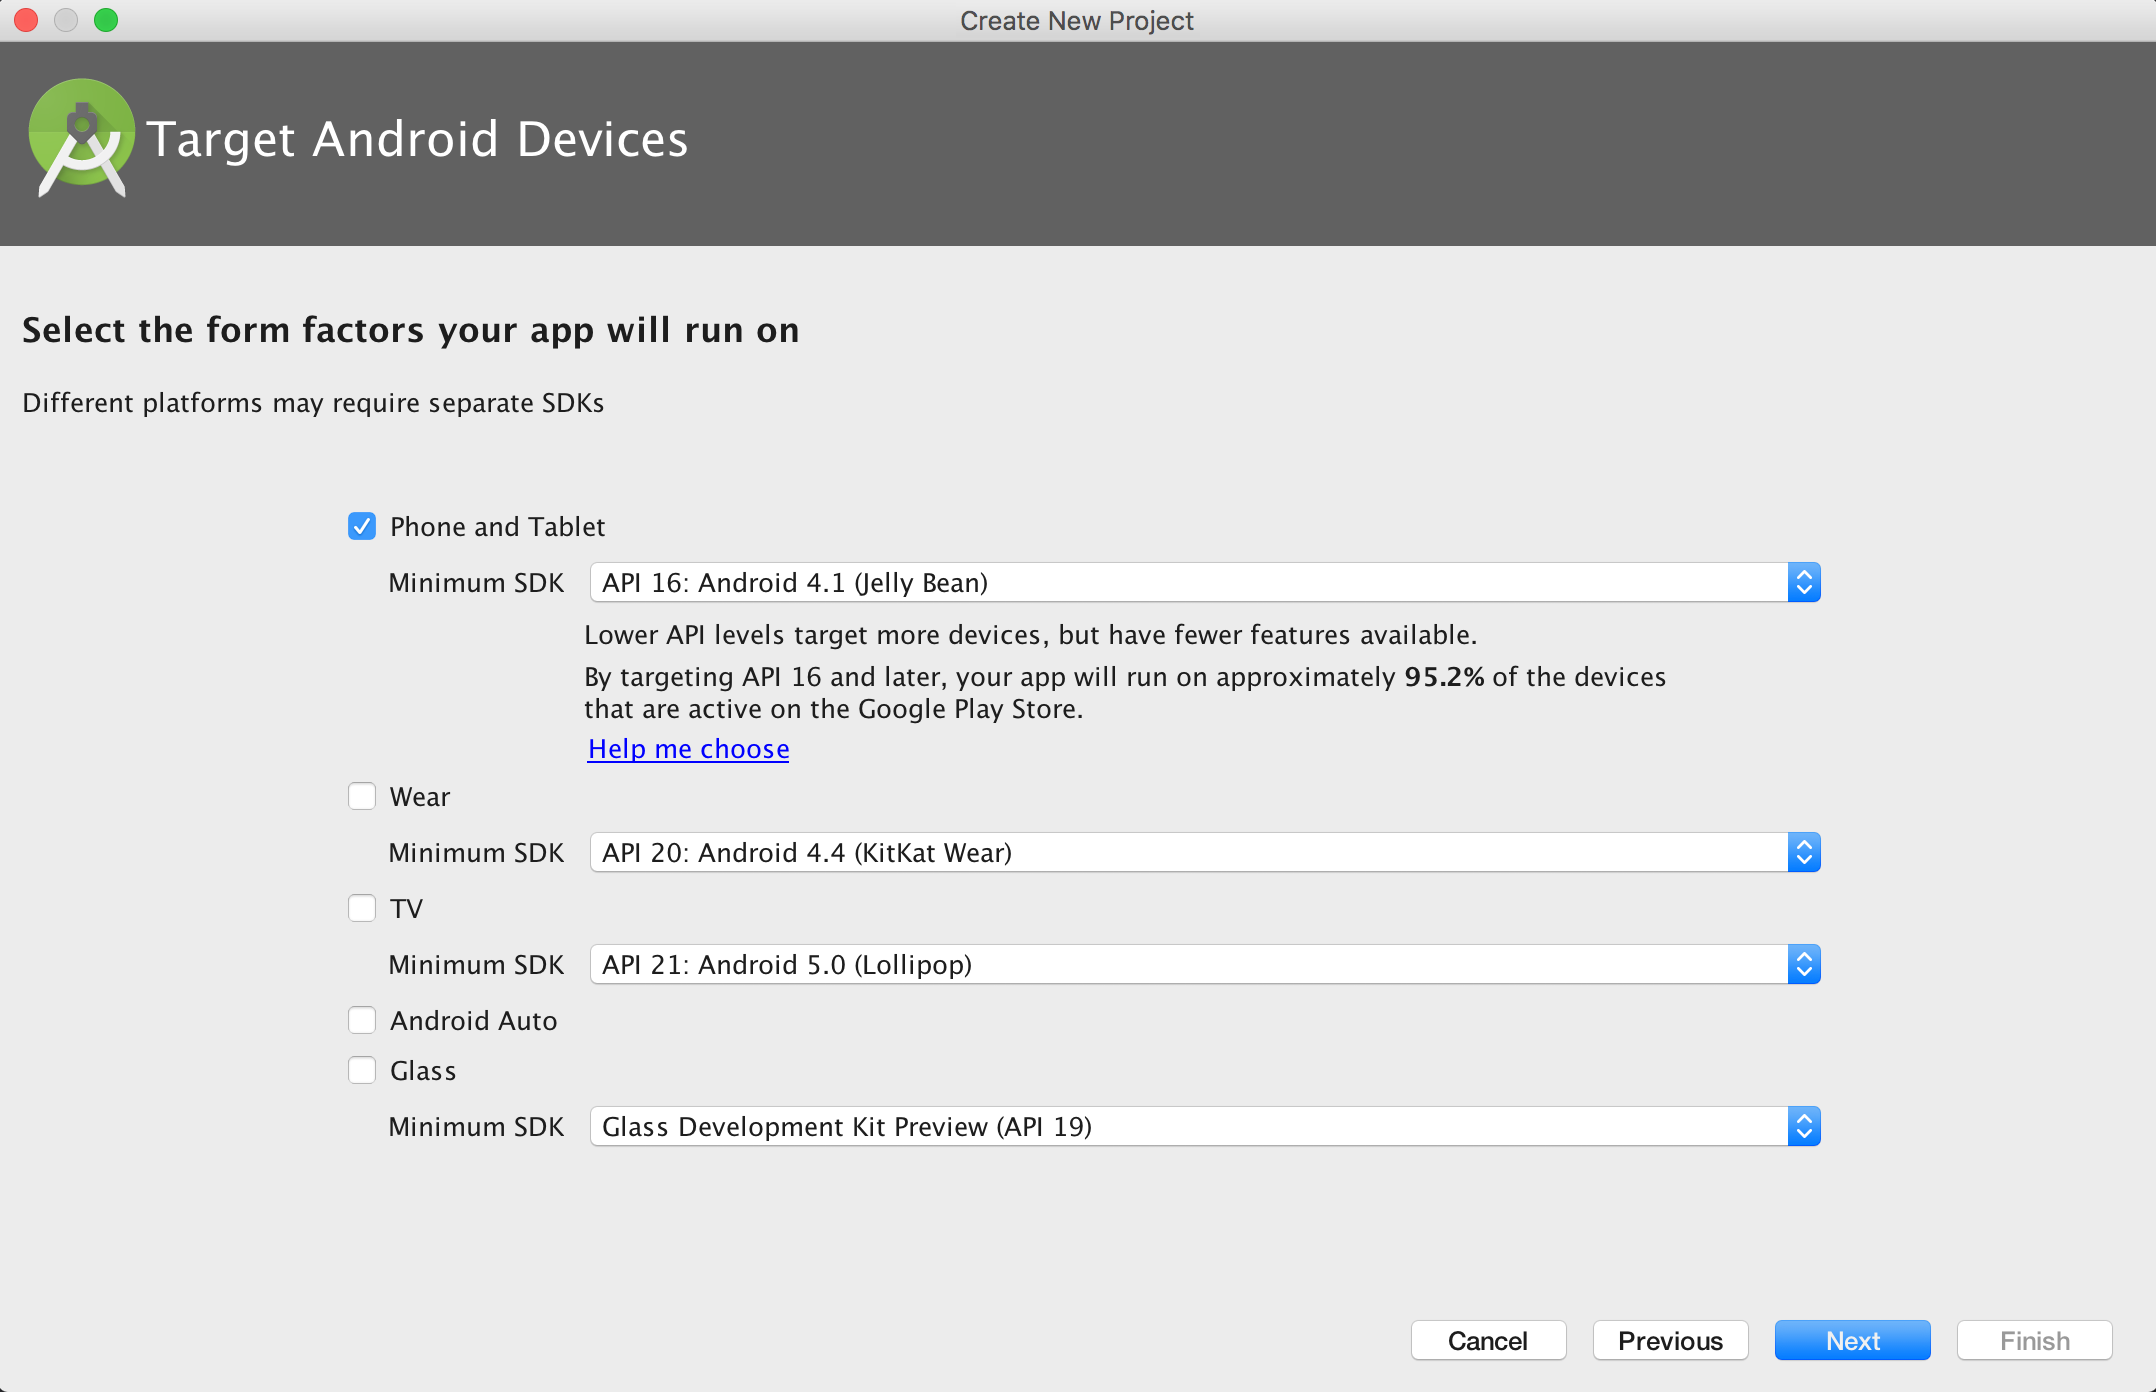 Create New Project
Target Android Devices
Select the form factors your app will run on
Different platforms may require separate SDKs
Phone and Tablet
Minimum SDK API 16: Android 4.1 (Jelly Bean)
Lower API levels target more devices, but have fewer features available.
By targeting API 16 and later, your app will run on approximately 95.2% of the devices
that are active on the Google Play Store.
Help me choose
Wear
Minimum SDK API 20: Android 4.4 (KitKat Wear)
TV
Minimum SDK API 21: Android 5.0 (Lollipop)
Android Auto
Glass
Minimum SDK Glass Development Kit Preview (API 19)
Cancel Previous Next Finish